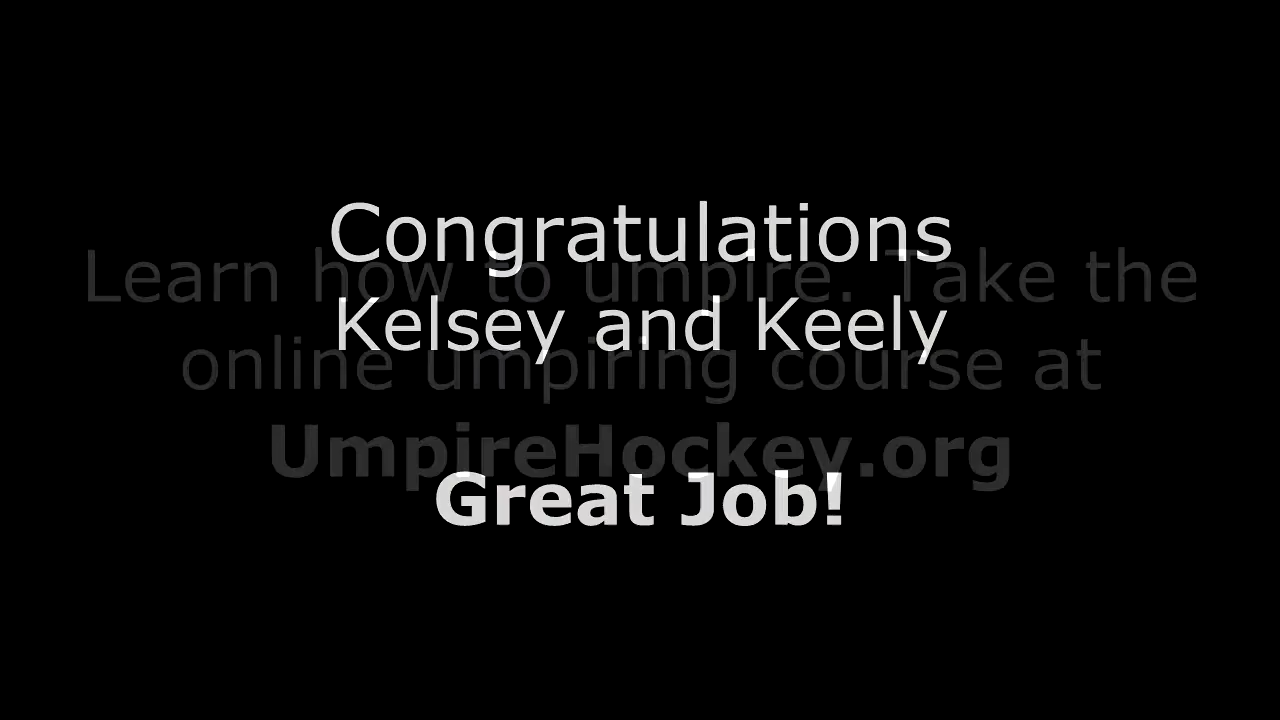 Congratulations
Learn how to umpire. Take the
Kelsey and Keely
online umpiring course at
UmpireHockey.org
Great Job!